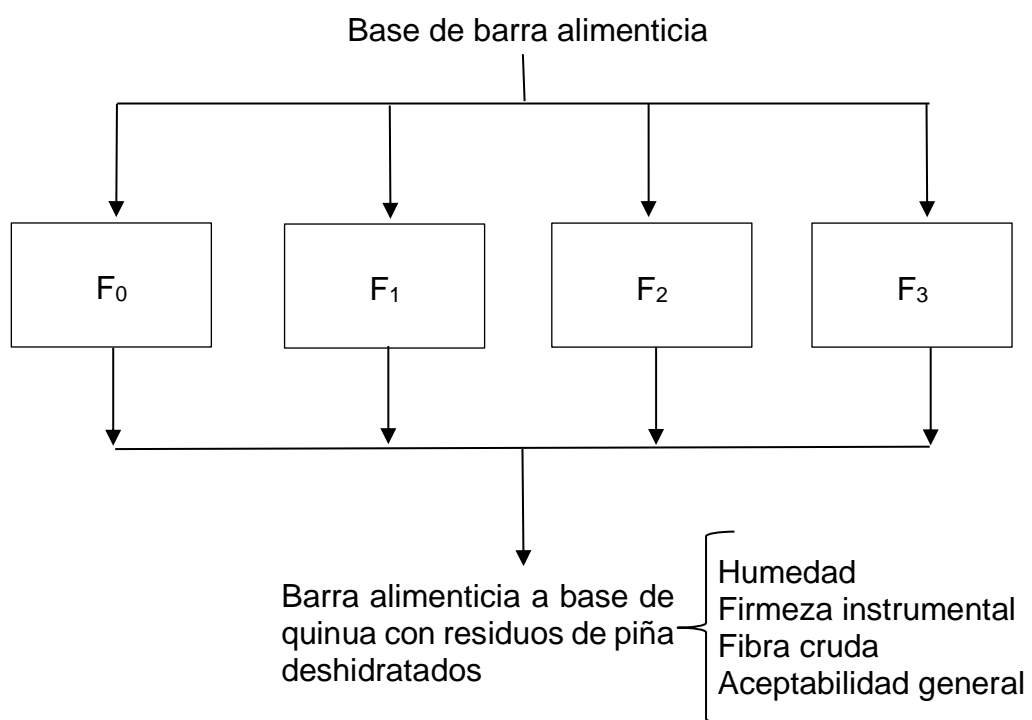 Base de barra alimenticia
F₀
F₁
F₂
F₃
Barra alimenticia a base de
quinua con residuos de piña
deshidratados
Humedad
Firmeza instrumental
Fibra cruda
Aceptabilidad general